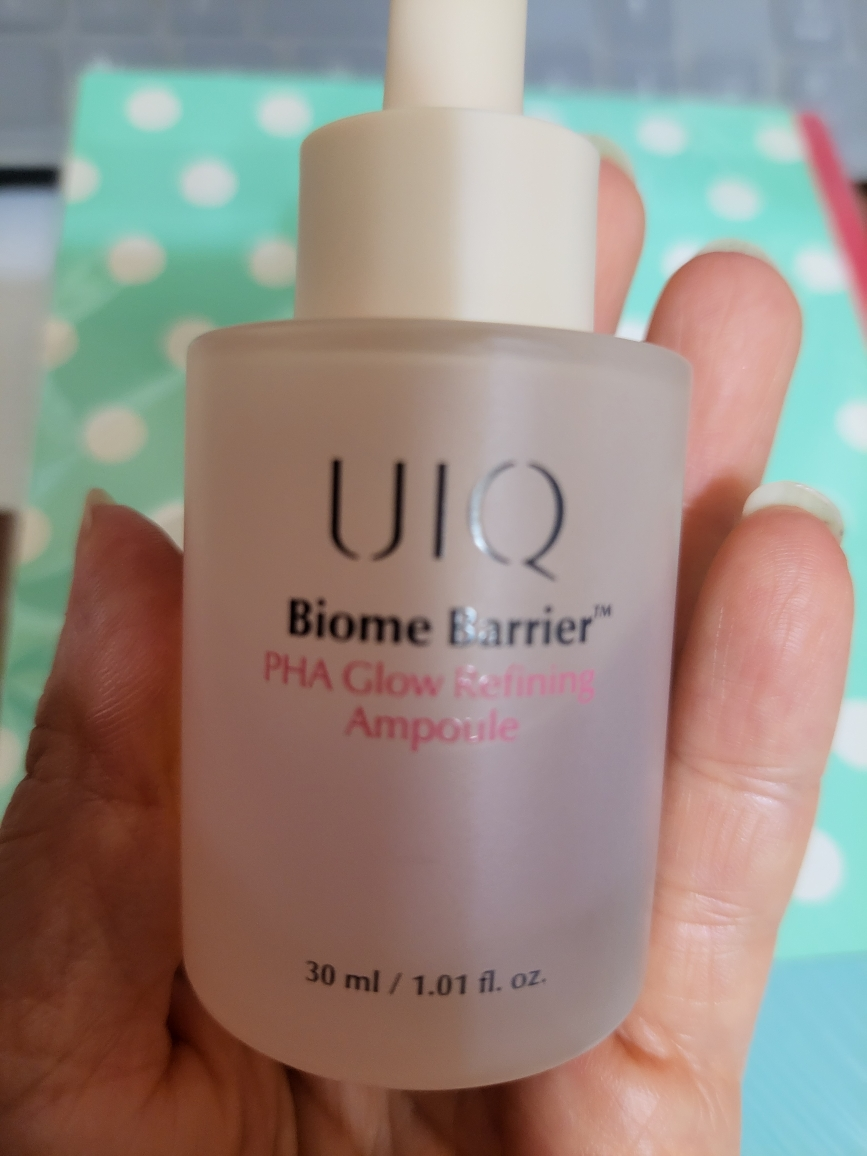 UIQ
Biome Barrier™
PHA Glow Refining
Ampoule
30 ml / 1.01 fl. oz.